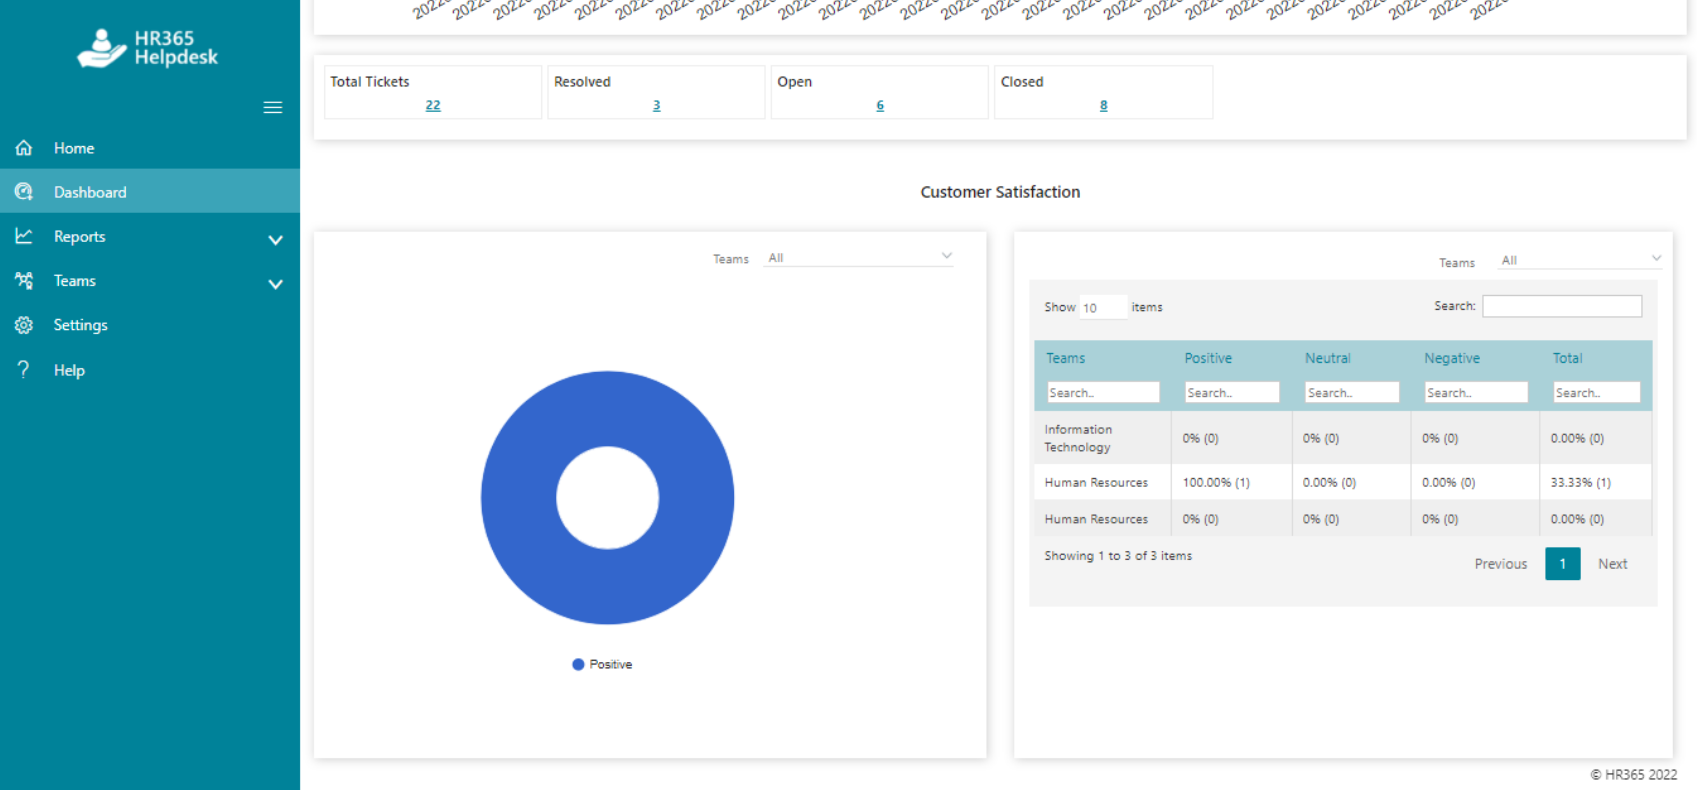 HR365
Helpdesk
Home
Dashboard
Reports
Teams
Settings
Help
Total Tickets
22
Resolved
3
Open
6
Closed
8
Customer Satisfaction
Teams All
Positive
Teams All
Show 10 items
Search:
Teams Positive Neutral Negative Total
Search.. Search.. Search.. Search.. Search..
Information
Technology
0% (0) 0% (0) 0% (0) 0.00% (0)
Human Resources 100.00% (1) 0.00% (0) 0.00% (0) 33.33% (1)
Human Resources 0% (0) 0% (0) 0% (0) 0.00% (0)
Showing 1 to 3 of 3 items
Previous 1 Next
© HR365 2022